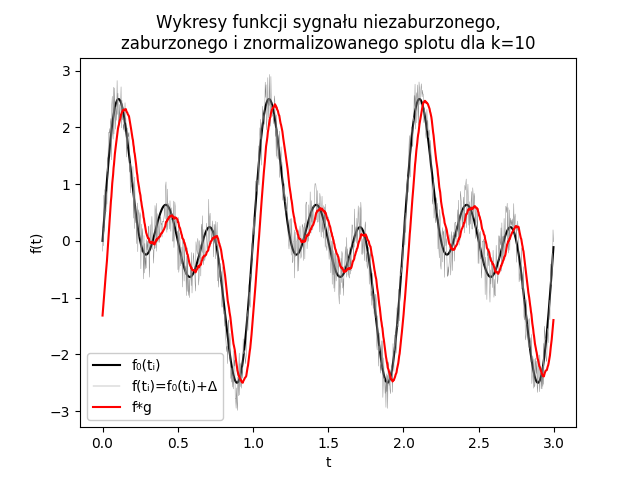 Wykresy funkcji sygnału niezaburzonego,
zaburzonego i znormalizowanego splotu dla k=10
f(t)
3
2
1
0
−1
−2
−3
f₀(tᵢ)
f(tᵢ)=f₀(tᵢ)+Δ
f*g
0.0 0.5 1.0 1.5 2.0 2.5 3.0
t